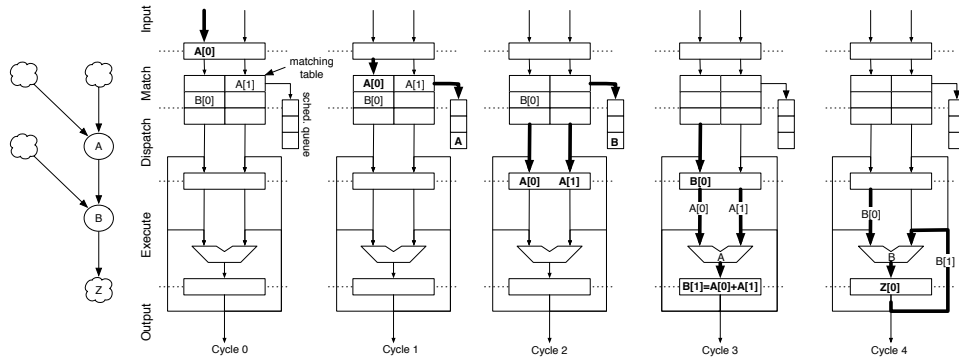 Input
Match
Dispatch
Execute
Output
A
B
Z
A[0]
A[1]
B[0]
matching
table
sched. queue
Cycle 0
A[0]
A[1]
B[0]
A
Cycle 1
B[0]
B
A[0] A[1]
Cycle 2
B[0]
A[0] A[1]
A
B[1]=A[0]+A[1]
Cycle 3
B[0]
B
B[1]
Z[0]
Cycle 4